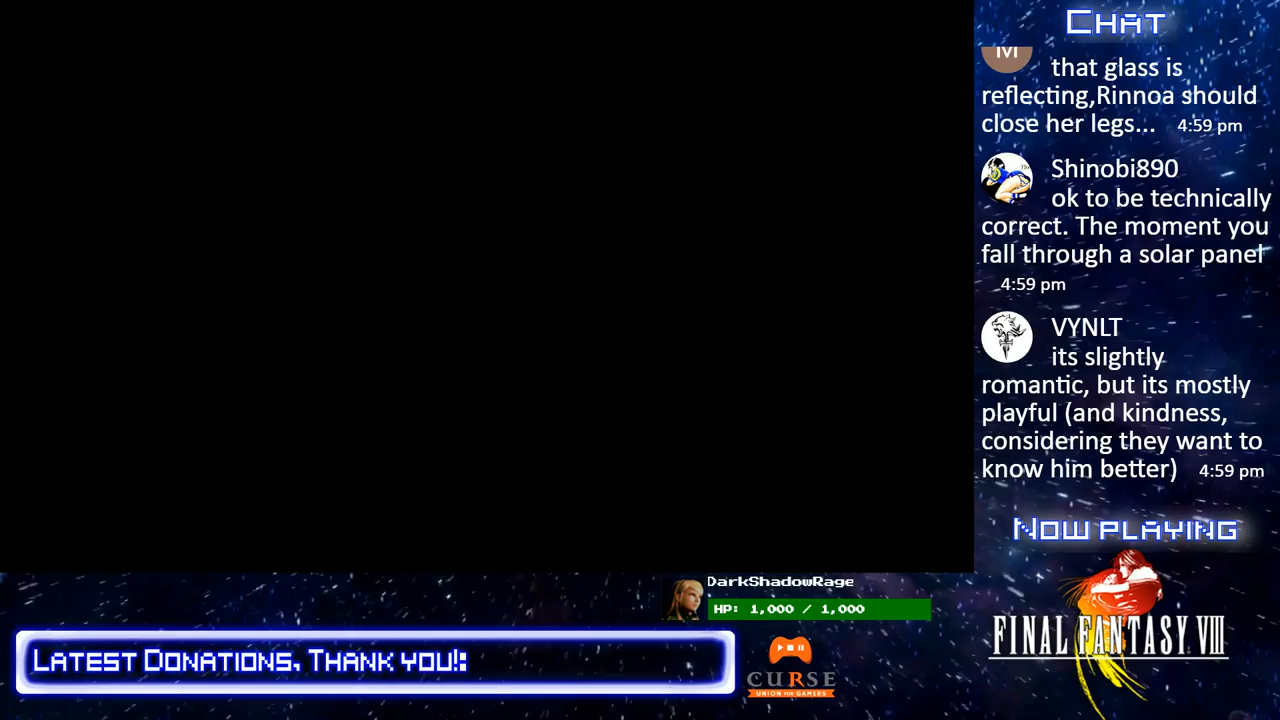 CHAT
M
that glass is
reflecting,Rinnoa should
close her legs... 4:59 pm
Shinobi890
ok to be technically
correct. The moment you
fall through a solar panel
4:59 pm
VYNLT
its slightly
romantic, but its mostly
playful (and kindness,
considering they want to
know him better) 4:59 pm
NOW PLAYING
FINAL FANTASY VIII
DarkShadowRage
HP: 1,000 / 1,000
LATEST DONATIONS, THANK YOU!:
CURSE
UNION FOR GAMERS